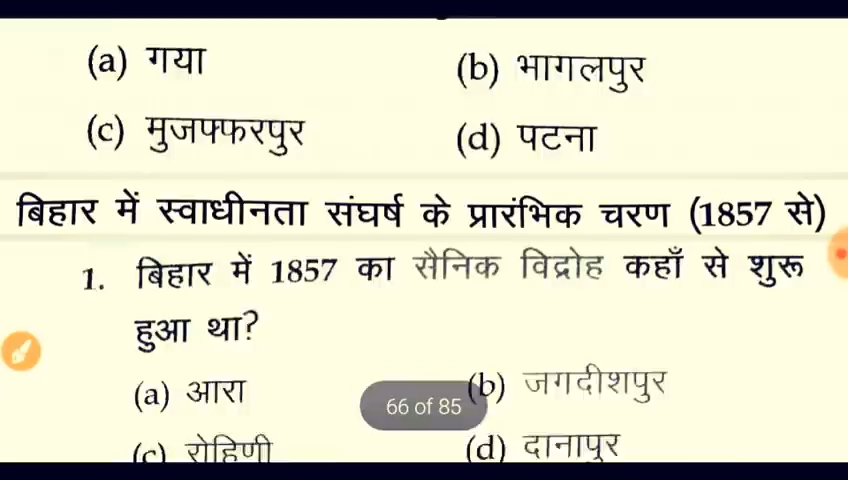 (a) गया (b) भागलपुर
(c) मुजफ्फरपुर (d) पटना
बिहार में स्वाधीनता संघर्ष के प्रारंभिक चरण (1857 से)
1. बिहार में 1857 का सैनिक विद्रोह कहाँ से शुरू
हुआ था?
(a) आरा (b) जगदीशपुर
66 of 85
(c) रोहिणी (d) दानापुर